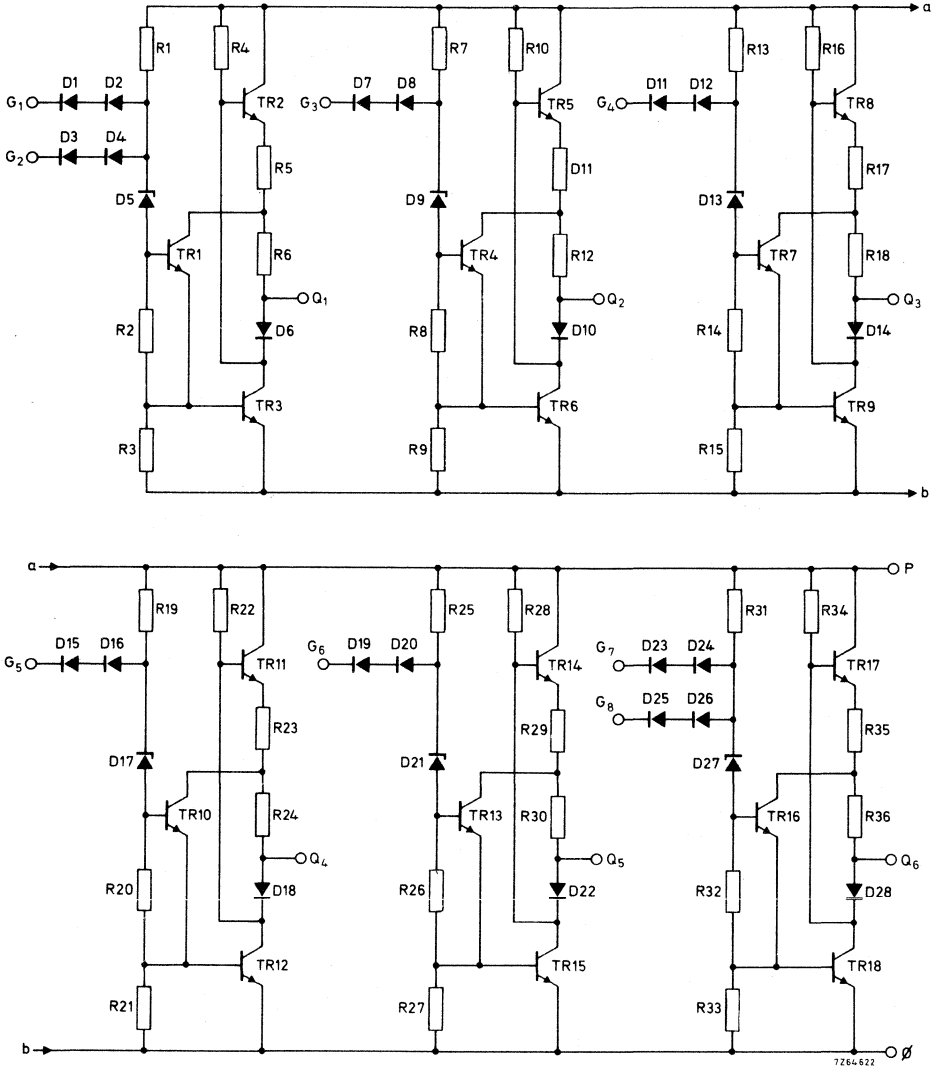 a
R1 R4 R7 R10 R13 R16
D1 D2 D7 D8 D11 D12
G1 TR2 G3 TR5 G4 TR8
D3 D4
G2 R5 D11 R17
D5 D9 D13
TR1 R6 TR4 R12 TR7 R18
Q1 Q2 Q3
R2 D6 R8 D10 R14 D14
TR3 TR6 TR9
R3 R9 R15
b
a P
R19 R22 R25 R28 R31 R34
D15 D16 G6 D19 D20 G7 D23 D24
G5 TR11 TR14 TR17
D25 D26
G8
R23 R29 R35
D17 D21 D27
TR10 R24 TR13 R30 TR16 R36
Q4 Q5 Q6
R20 D18 R26 D22 R32 D28
TR12 TR15 TR18
R21 R27 R33
b Ø
7Z64622